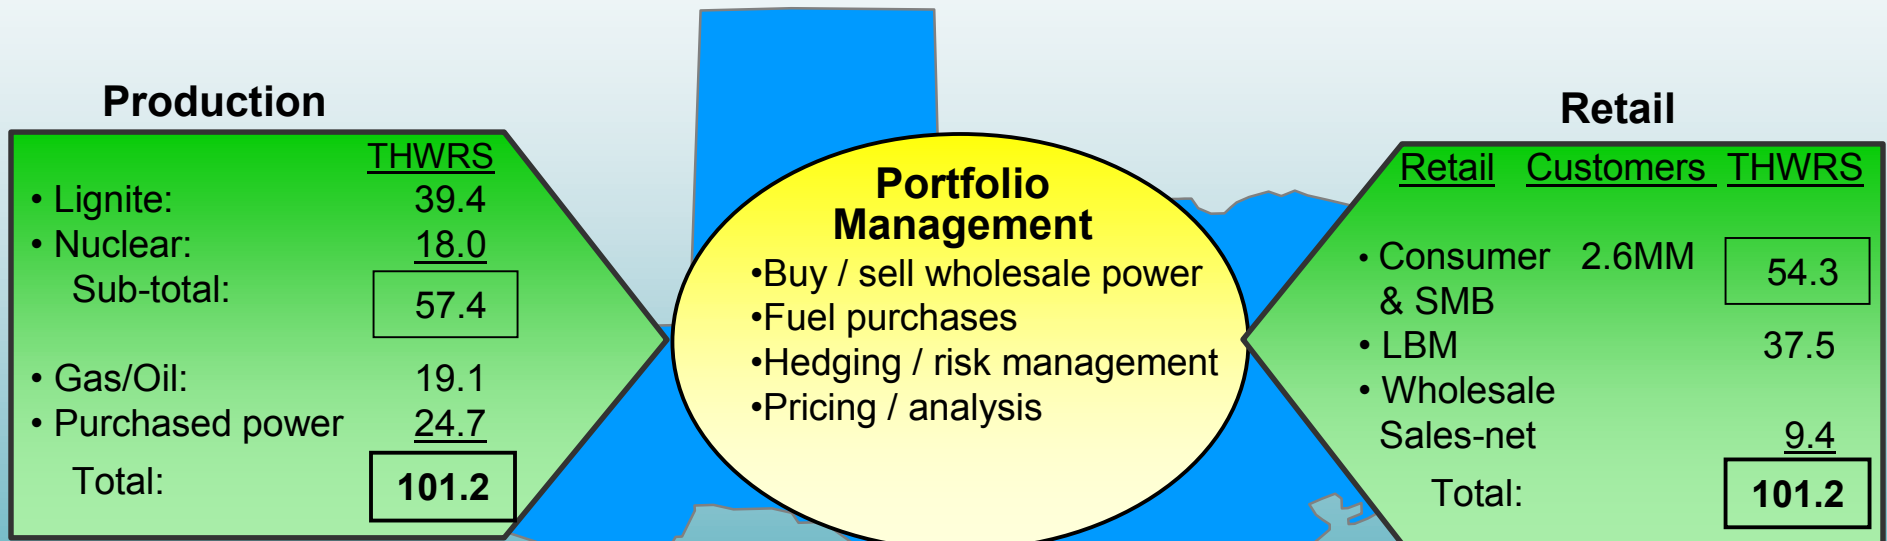 Production
THWRS
• Lignite: 39.4
• Nuclear: 18.0
Sub-total: 57.4
• Gas/Oil: 19.1
• Purchased power 24.7
Total: 101.2
Portfolio
Management
•Buy / sell wholesale power
•Fuel purchases
•Hedging / risk management
•Pricing / analysis
Retail
Retail Customers THWRS
• Consumer 2.6MM 54.3
& SMB
• LBM 37.5
• Wholesale
Sales-net 9.4
Total: 101.2